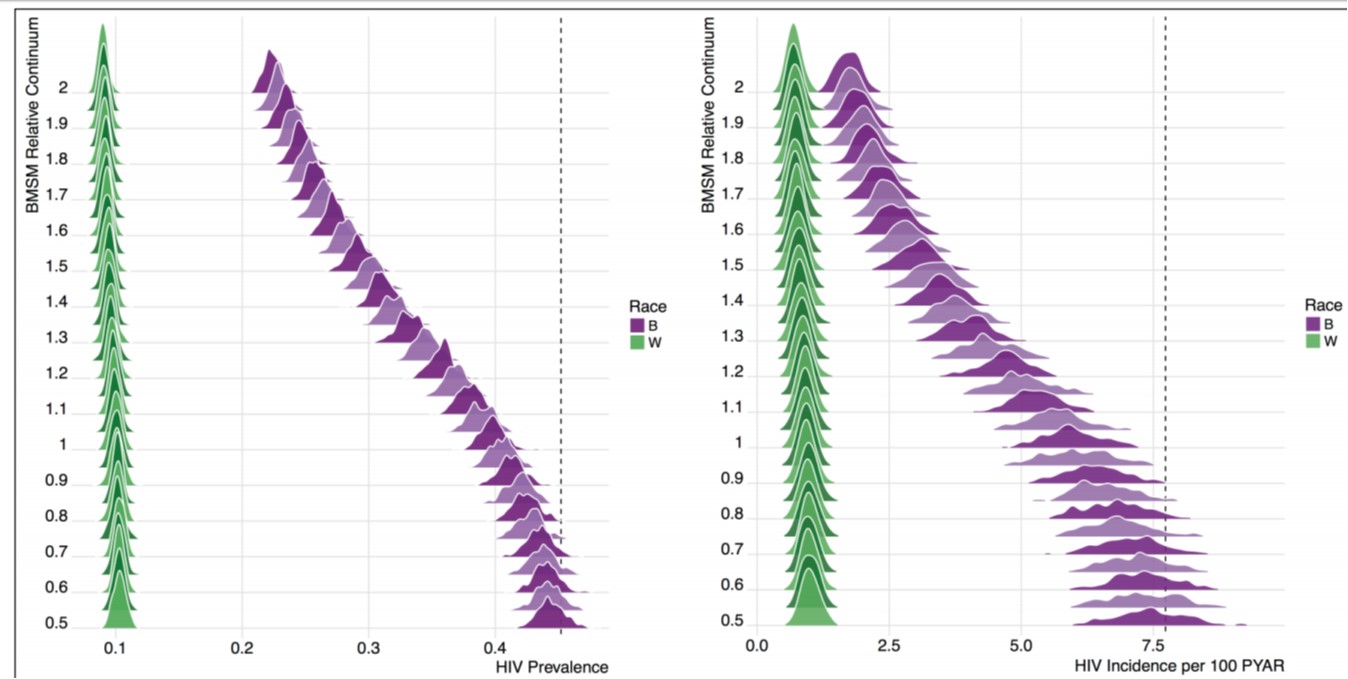 BMSM Relative Continuum
2
1.9
1.8
1.7
1.6
1.5
1.4
1.3
1.2
1.1
1
0.9
0.8
0.7
0.6
0.5
0.1 0.2 0.3 0.4
HIV Prevalence
Race
B
W
BMSM Relative Continuum
2
1.9
1.8
1.7
1.6
1.5
1.4
1.3
1.2
1.1
1
0.9
0.8
0.7
0.6
0.5
0.0 2.5 5.0 7.5
HIV Incidence per 100 PYAR
Race
B
W